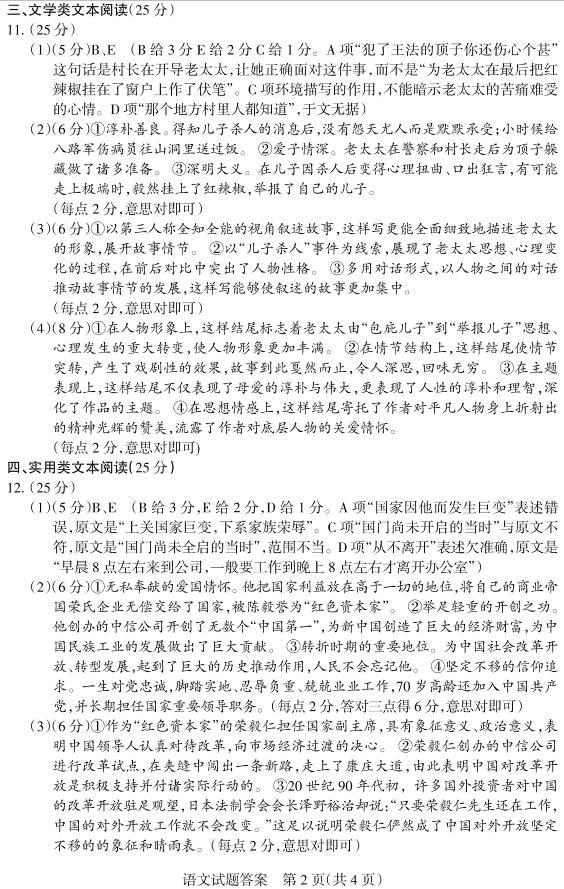 三、文学类文本阅读(25 分)
11. (25 分)
(1)(5 分)B、E　(B 给 3 分 E 给 2 分 C 给 1 分。A 项“犯了王法的顶子你还伤心个甚”
这句话是村长在开导老太太,让她正确面对这件事,而不是“为老太太在最后把红
辣椒挂在了窗户上作了伏笔”。C 项环境描写的作用,不能暗示老太太的苦痛难受
的心情。D 项“那个地方村里人都知道”,于文无据)
(2)(6 分)①淳朴善良。得知儿子杀人的消息后,没有怨天尤人而是默默承受;小时候给
八路军伤病员往山洞里送过饭。 ②爱子情深。老太太在警察和村长走后为顶子躲
藏做了诸多准备。 ③深明大义。在儿子因杀人后变得心理扭曲、口出狂言,有可能
走上极端时,毅然挂上了红辣椒,举报了自己的儿子。
(每点 2 分,意思对即可)
(3)(6 分)①以第三人称全知全能的视角叙述故事,这样写更能全面细致地描述老太太
的形象,展开故事情节。 ②以“儿子杀人”事件为线索,展现了老太太思想、心理变
化的过程,在前后对比中突出了人物性格。 ③多用对话形式,以人物之间的对话
推动故事情节的发展,这样写能够使叙述的故事更加集中。
(每点 2 分,意思对即可)
(4)(8 分)①在人物形象上,这样结尾标志着老太太由“包庇儿子”到“举报儿子”思想、
心理发生的重大转变,使人物形象更加丰满。 ②在情节结构上,这样结尾使情节
突转,产生了戏剧性的效果,故事到此戛然而止,令人深思,回味无穷。 ③在主题
表现上,这样结尾不仅表现了母爱的淳朴与伟大,更表现了人性的淳朴和理智,深
化了作品的主题。 ④在思想情感上,这样结尾寄托了作者对平凡人物身上折射出
的精神光辉的赞美,流露了作者对底层人物的关爱情怀。
(每点 2 分,意思对即可)
四、实用类文本阅读(25 分)
12. (25 分)
(1)(5 分)B、E　(B 给 3 分,E 给 2 分,D 给 1 分。A 项“国家因他而发生巨变”表述错
误,原文是“上关国家巨变,下系家族荣辱”。C 项“国门尚未开启的当时”与原文不
符,原文是“国门尚未全启的当时”,范围不当。D 项“从不离开”表述欠准确,原文是
“早晨 8 点左右来到公司,一般要工作到晚上 8 点左右才离开办公室”)
(2)(6 分)①无私奉献的爱国情怀。他把国家利益放在高于一切的地位,将自己的商业帝
国荣氏企业无偿交给了国家,被陈毅誉为“红色资本家”。 ②举足轻重的开创之功。
他创办的中信公司开创了无数个“中国第一”,为新中国创造了巨大的经济财富,为中
国民族工业的发展做出了巨大贡献。 ③转折时期的重要地位。为中国社会改革开
放、转型发展,起到了巨大的历史推动作用,人民不会忘记他。 ④坚定不移的信仰追
求。一生对党忠诚,脚踏实地、忍辱负重、兢兢业业工作,70 岁高龄还加入中国共产
党,并长期担任国家重要领导职务。(每点 2 分,答对三点得 6 分,意思对即可)
(3)(6 分)①作为“红色资本家”的荣毅仁担任国家副主席,具有象征意义、政治意义,表
明中国领导人认真对待改革,向市场经济过渡的决心。 ②荣毅仁创办的中信公司
进行改革试点,在夹缝中闯出一条新路,走上了康庄大道,由此表明中国对改革开
放是积极支持并付诸实际行动的。 ③20 世纪 90 年代初，许多国外投资者对中国
的改革开放驻足观望,日本法制学会会长泽野裕治却说:“只要荣毅仁先生还在工作,
中国的对外开放工作就不会改变。”这足以说明荣毅仁俨然成了中国对外开放坚定
不移的的象征和晴雨表。(每点 2 分,意思对即可)
语文试题答案　第 2 页(共 4 页)